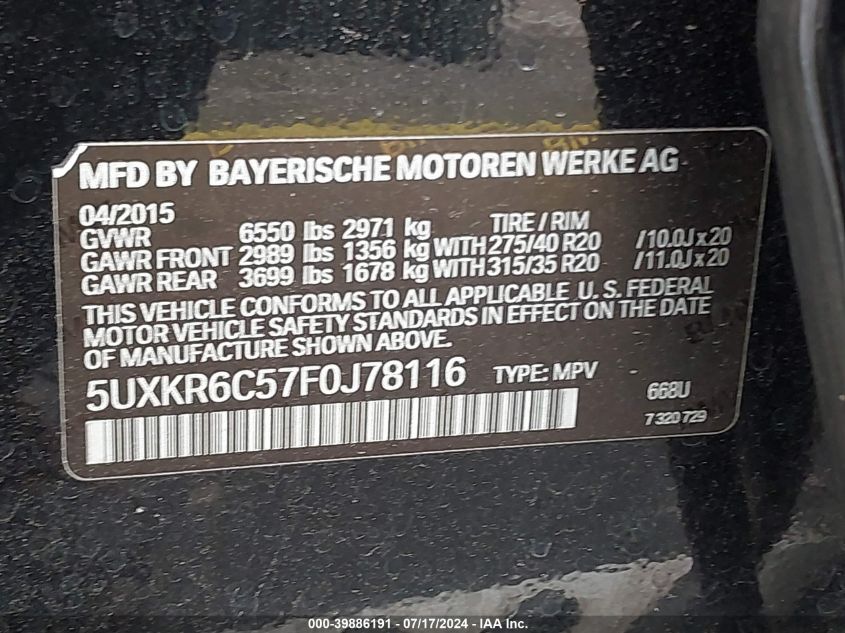 MFD BY BAYERISCHE MOTOREN WERKE AG
04/2015 TIRE / RIM
GVWR 6550 lbs 2971 kg
GAWR FRONT 2989 lbs 1356 kg WITH 275/40 R20 /10.0J x 20
GAWR REAR 3699 lbs 1678 kg WITH 315/35 R20 /11.0J x 20
THIS VEHICLE CONFORMS TO ALL APPLICABLE U. S. FEDERAL
MOTOR VEHICLE SAFETY STANDARDS IN EFFECT ON THE DATE
OF MANUFACTURE SHOWN ABOVE.
5UXKR6C57F0J78116 TYPE: MPV 668U
7 320 729
000-39886191 - 07/17/2024 - IAA Inc.